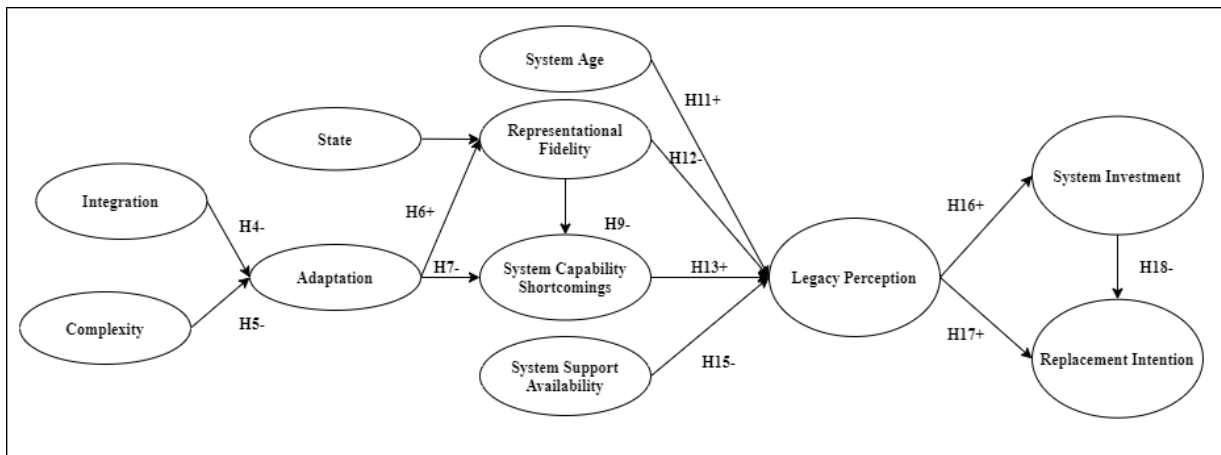 System Age
H11+
State
Representational
Fidelity
H12-
Integration
H6+
H4-
H9-
System Investment
H16+
Adaptation
H7-
System Capability
Shortcomings
H13+
Legacy Perception
H18-
Complexity
H5-
System Support
Availability
H15-
H17+
Replacement Intention